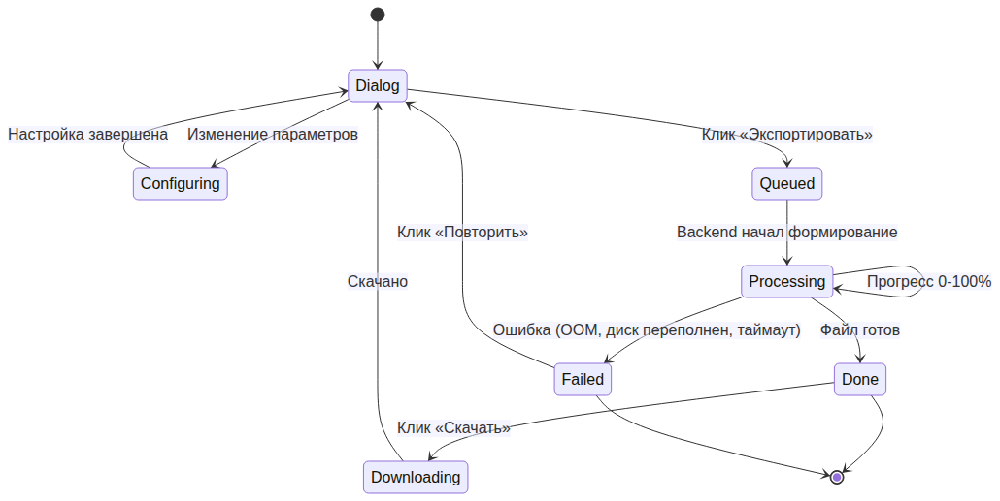 Dialog
Настройка завершена
Изменение параметров
Клик «Экспортировать»
Configuring
Queued
Клик «Повторить»
Backend начал формирование
Скачано
Processing
Прогресс 0-100%
Ошибка (OOM, диск переполнен, таймаут)
Файл готов
Failed
Done
Клик «Скачать»
Downloading